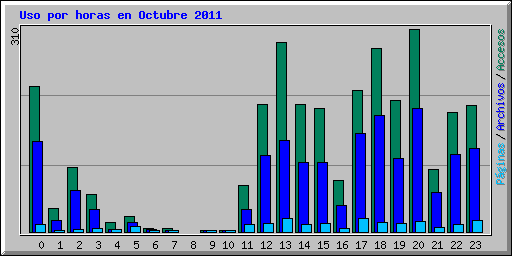 Uso por horas en Octubre 2011
310
Páginas / Archivos / Accesos
0 1 2 3 4 5 6 7 8 9 10 11 12 13 14 15 16 17 18 19 20 21 22 23